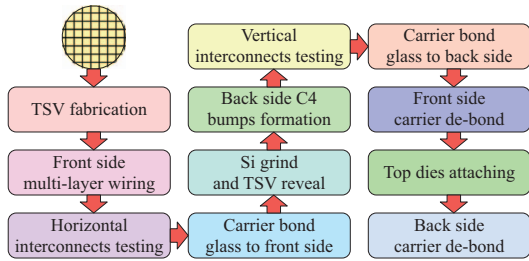 TSV fabrication
Front side
multi-layer wiring
Horizontal
interconnects testing
Carrier bond
glass to front side
Si grind
and TSV reveal
Back side C4
bumps formation
Vertical
interconnects testing
Carrier bond
glass to back side
Front side
carrier de-bond
Top dies attaching
Back side
carrier de-bond